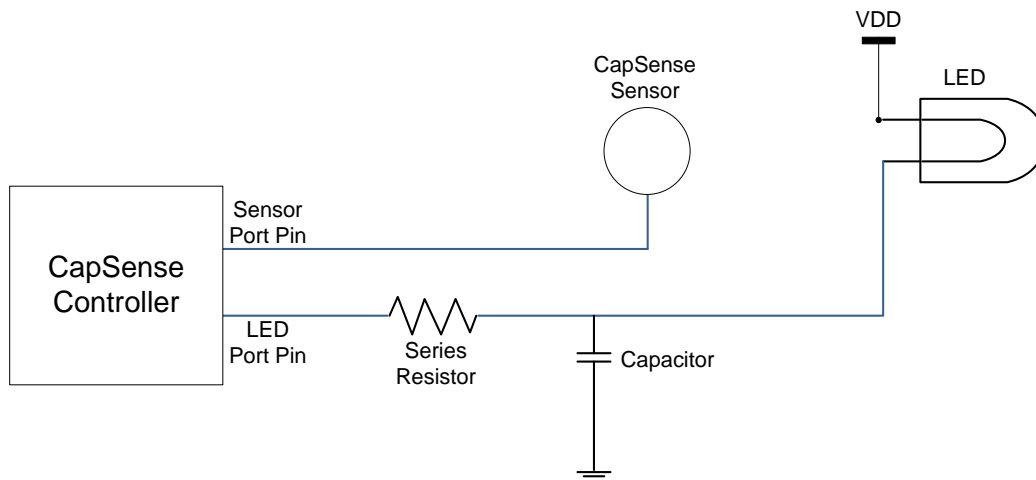 VDD
CapSense
Sensor
LED
Sensor
Port Pin
CapSense
Controller
LED
Port Pin
Series
Resistor
Capacitor